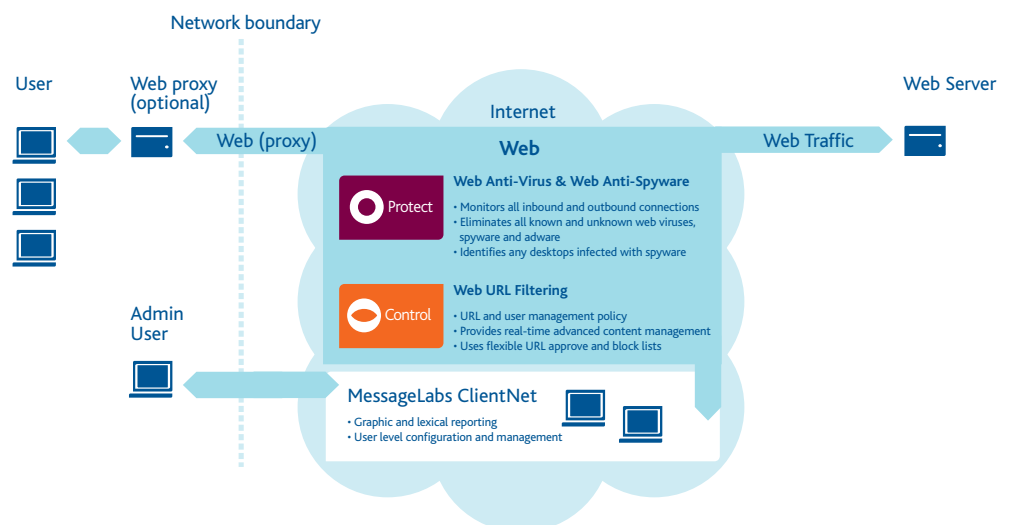 Network boundary
User
Web proxy
(optional)
Web Server
Internet
Web (proxy)
Web
Web Traffic
Protect
Web Anti-Virus & Web Anti-Spyware
• Monitors all inbound and outbound connections
• Eliminates all known and unknown web viruses,
spyware and adware
• Identifies any desktops infected with spyware
Control
Web URL Filtering
• URL and user management policy
• Provides real-time advanced content management
• Uses flexible URL approve and block lists
Admin
User
MessageLabs ClientNet
• Graphic and lexical reporting
• User level configuration and management